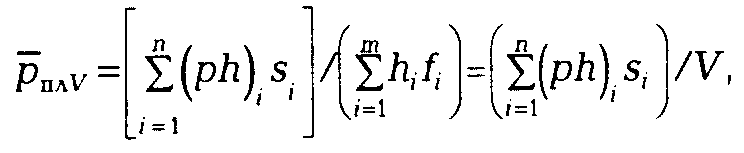 p̅_плV = [∑_{i=1}^{n} (ph)_i s_i] / (∑_{i=1}^{m} h_i f_i) = (∑_{i=1}^{n} (ph)_i s_i) / V,